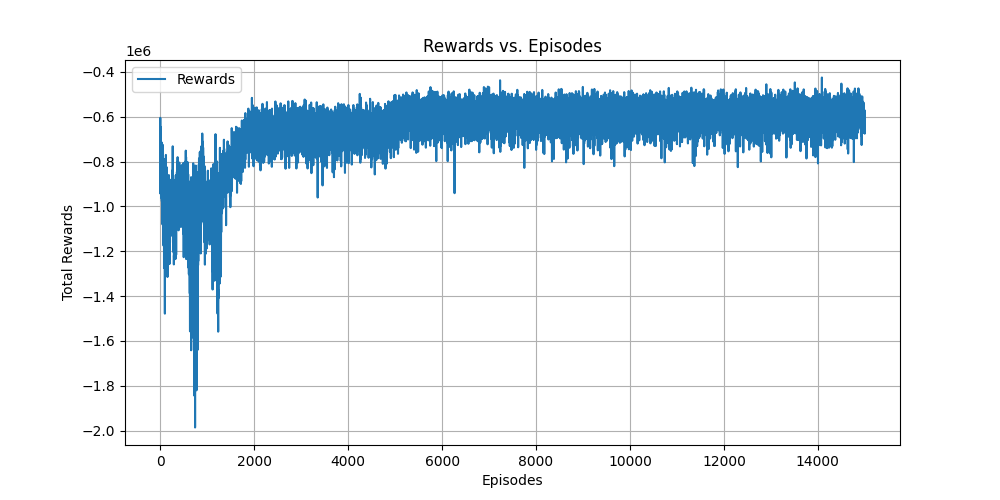 Rewards vs. Episodes
1e6
Rewards
−0.4
−0.6
−0.8
−1.0
−1.2
−1.4
−1.6
−1.8
−2.0
Total Rewards
0 2000 4000 6000 8000 10000 12000 14000
Episodes